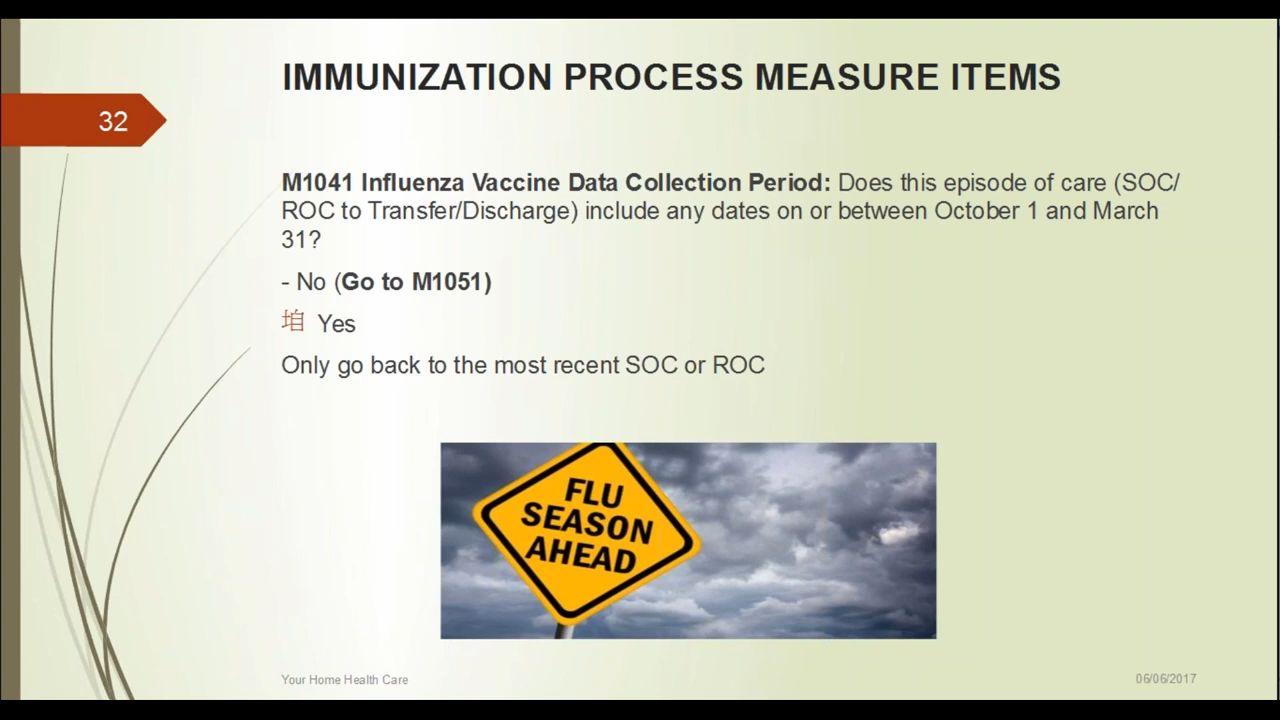 IMMUNIZATION PROCESS MEASURE ITEMS
32
M1041 Influenza Vaccine Data Collection Period: Does this episode of care (SOC/
ROC to Transfer/Discharge) include any dates on or between October 1 and March
31?
- No (Go to M1051)
坩 Yes
Only go back to the most recent SOC or ROC
FLU
SEASON
AHEAD
Your Home Health Care
06/06/2017